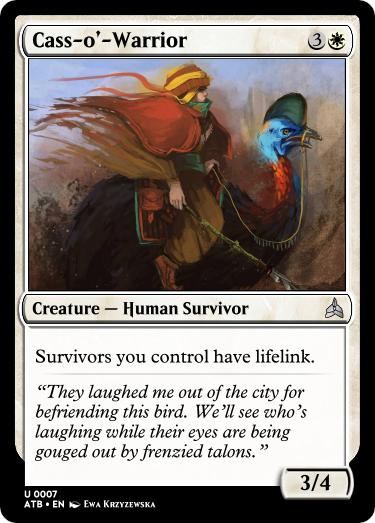 Cass-o'-Warrior
3
Creature — Human Survivor
Survivors you control have lifelink.
“They laughed me out of the city for
befriending this bird. We’ll see who’s
laughing while their eyes are being
gouged out by frenzied talons.”
3/4
U 0007
ATB • EN Ewa Krzyzewska